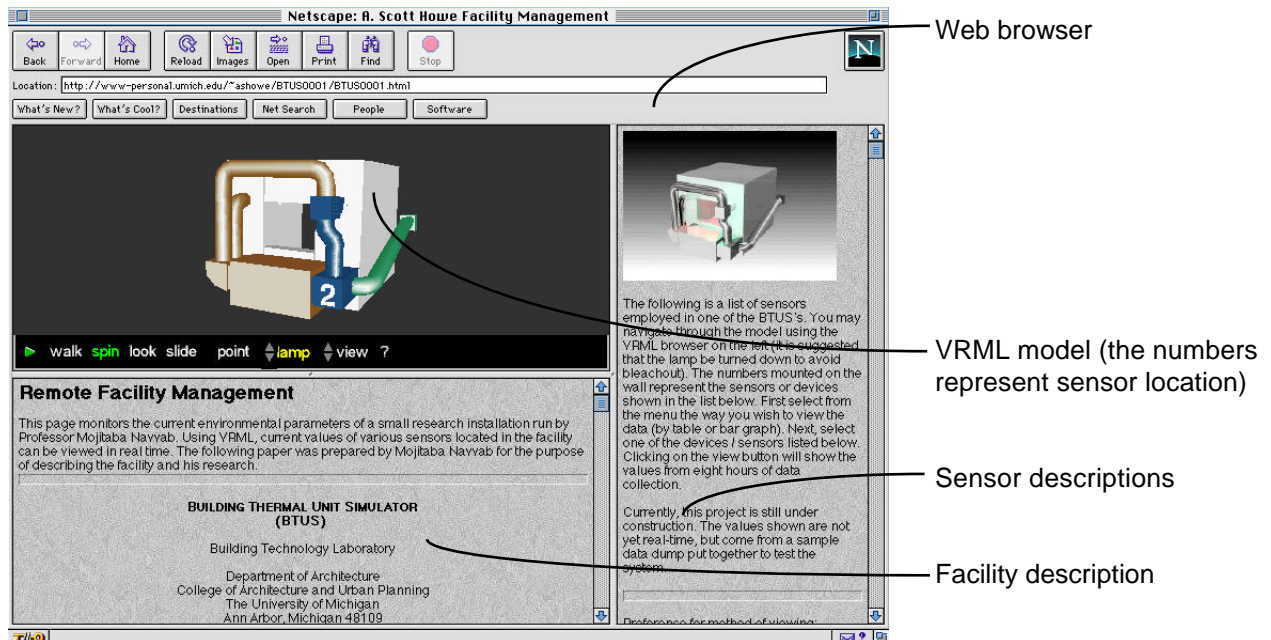 Netscape: A. Scott Howe Facility Management
Back Forward Home Reload Images Open Print Find Stop
N
Location: http://www-personal.umich.edu/~ashowe/BTUS0001/BTUS0001.html
What's New? What's Cool? Destinations Net Search People Software
2
walk spin look slide point lamp view ?
Remote Facility Management
This page monitors the current environmental parameters of a small research installation run by
Professor Mojitaba Navvab. Using VRML, current values of various sensors located in the facility
can be viewed in real time. The following paper was prepared by Mojitaba Navvab for the purpose
of describing the facility and his research.
BUILDING THERMAL UNIT SIMULATOR
(BTUS)
Building Technology Laboratory
Department of Architecture
College of Architecture and Urban Planning
The University of Michigan
Ann Arbor, Michigan 48109
The following is a list of sensors
employed in one of the BTUS's. You may
navigate through the model using the
VRML browser on the left (it is suggested
that the lamp be turned down to avoid
bleachout). The numbers mounted on the
wall represent the sensors or devices
shown in the list below. First select from
the menu the way you wish to view the
data (by table or bar graph). Next, select
one of the devices / sensors listed below.
Clicking on the view button will show the
values from eight hours of data
collection.
Currently, this project is still under
construction. The values shown are not
yet real-time, but come from a sample
data dump put together to test the
system.
Preference for method of viewing:
?
Web browser
VRML model (the numbers
represent sensor location)
Sensor descriptions
Facility description